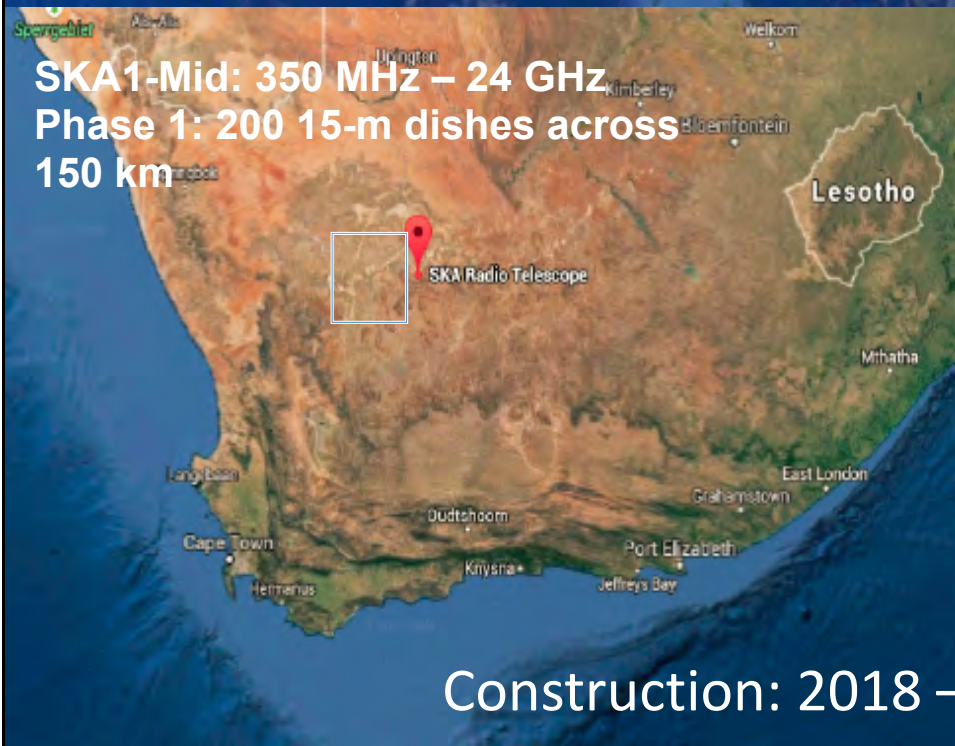 Sperrgebiet
Welkom
Upington
SKA1-Mid: 350 MHz – 24 GHz
Kimberley
Phase 1: 200 15-m dishes across
Bloemfontein
150 km
Lesotho
SKA Radio Telescope
Mthatha
East London
Grahamstown
Oudtshoorn
Cape Town
Port Elizabeth
Knysna
Jeffreys Bay
Hermanus
Construction: 2018 –